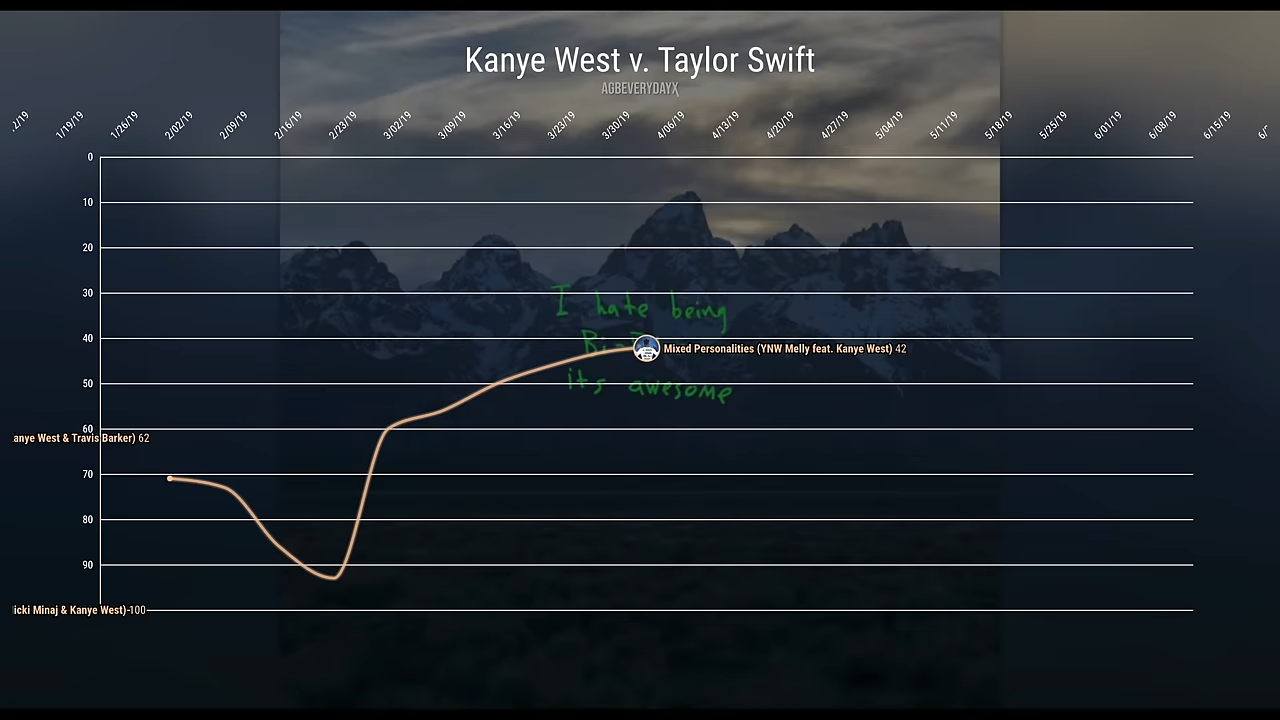 Kanye West v. Taylor Swift
AGBEVERYDAYX
2/19 1/19/19 1/26/19 2/02/19 2/09/19 2/16/19 2/23/19 3/02/19 3/09/19 3/16/19 3/23/19 3/30/19 4/06/19 4/13/19 4/20/19 4/27/19 5/04/19 5/11/19 5/18/19 5/25/19 6/01/19 6/08/19 6/15/19 6/
0
10
20
30
I hate being
40
Mixed Personalities (YNW Melly feat. Kanye West) 42
50
its awesome
60
anye West & Travis Barker) 62
70
80
90
icki Minaj & Kanye West) 100